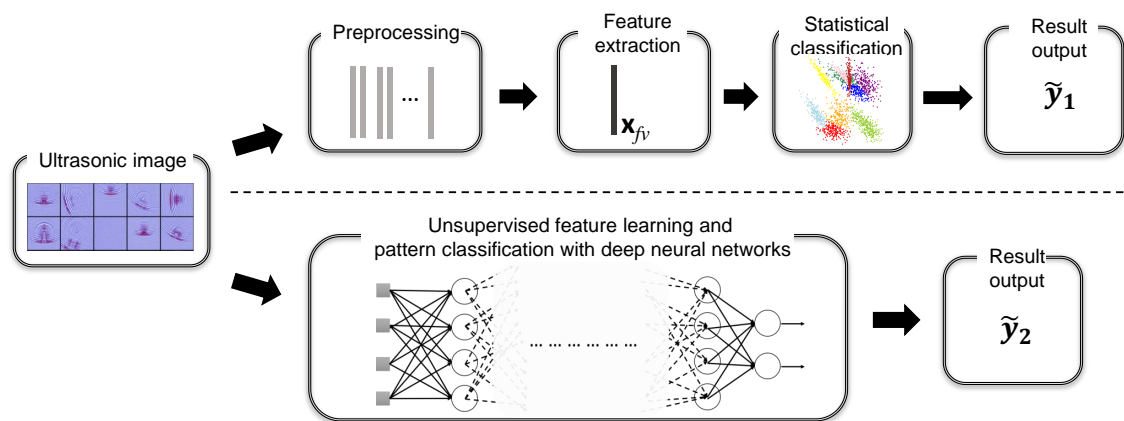 Ultrasonic image
Preprocessing
...
Feature
extraction
𝐱fv
Statistical
classification
Result
output
ỹ₁
Unsupervised feature learning and
pattern classification with deep neural networks
... ... ... ... ... ...
Result
output
ỹ₂